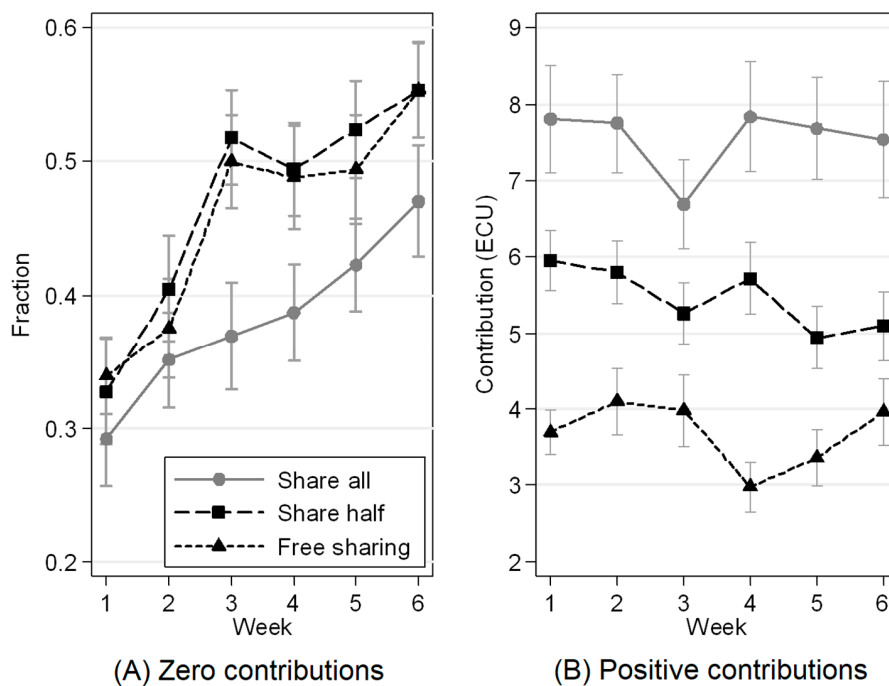 0.6
0.5
0.4
0.3
0.2
Fraction
Share all
Share half
Free sharing
1 2 3 4 5 6
Week
(A) Zero contributions
9
8
7
6
5
4
3
2
Contribution (ECU)
1 2 3 4 5 6
Week
(B) Positive contributions